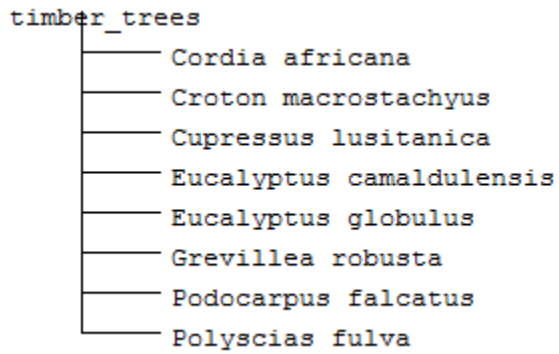 timber_trees
Cordia africana
Croton macrostachyus
Cupressus lusitanica
Eucalyptus camaldulensis
Eucalyptus globulus
Grevillea robusta
Podocarpus falcatus
Polyscias fulva